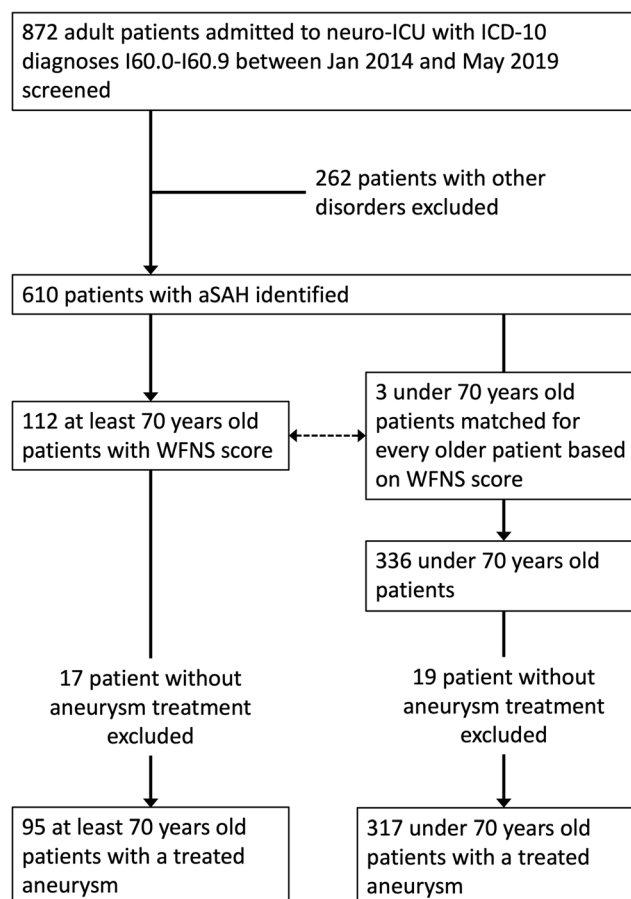 872 adult patients admitted to neuro-ICU with ICD-10
diagnoses I60.0-I60.9 between Jan 2014 and May 2019
screened
262 patients with other
disorders excluded
610 patients with aSAH identified
112 at least 70 years old
patients with WFNS score
3 under 70 years old
patients matched for
every older patient based
on WFNS score
336 under 70 years old
patients
17 patient without
aneurysm treatment
excluded
19 patient without
aneurysm treatment
excluded
95 at least 70 years old
patients with a treated
aneurysm
317 under 70 years old
patients with a treated
aneurysm